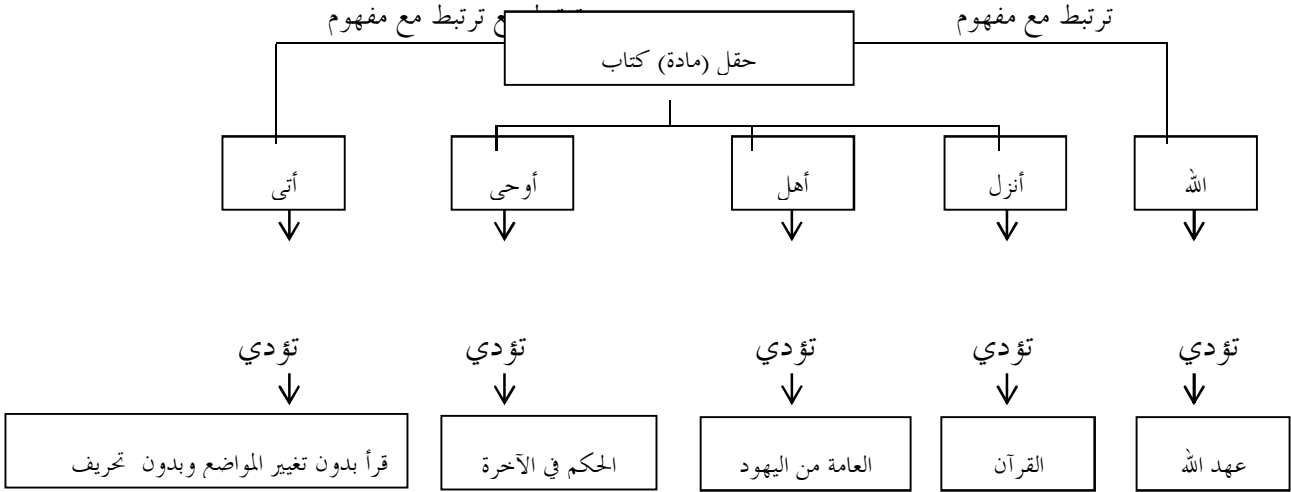 ترتبط مع مفهوم
ترتبط مع مفهوم
حقل (مادة) كتاب
الله
أنزل
أهل
أوحى
أتى
تؤدي
تؤدي
تؤدي
تؤدي
تؤدي
عهد الله
القرآن
العامة من اليهود
الحكم في الآخرة
قرأ بدون تغيير المواضع وبدون تحريف